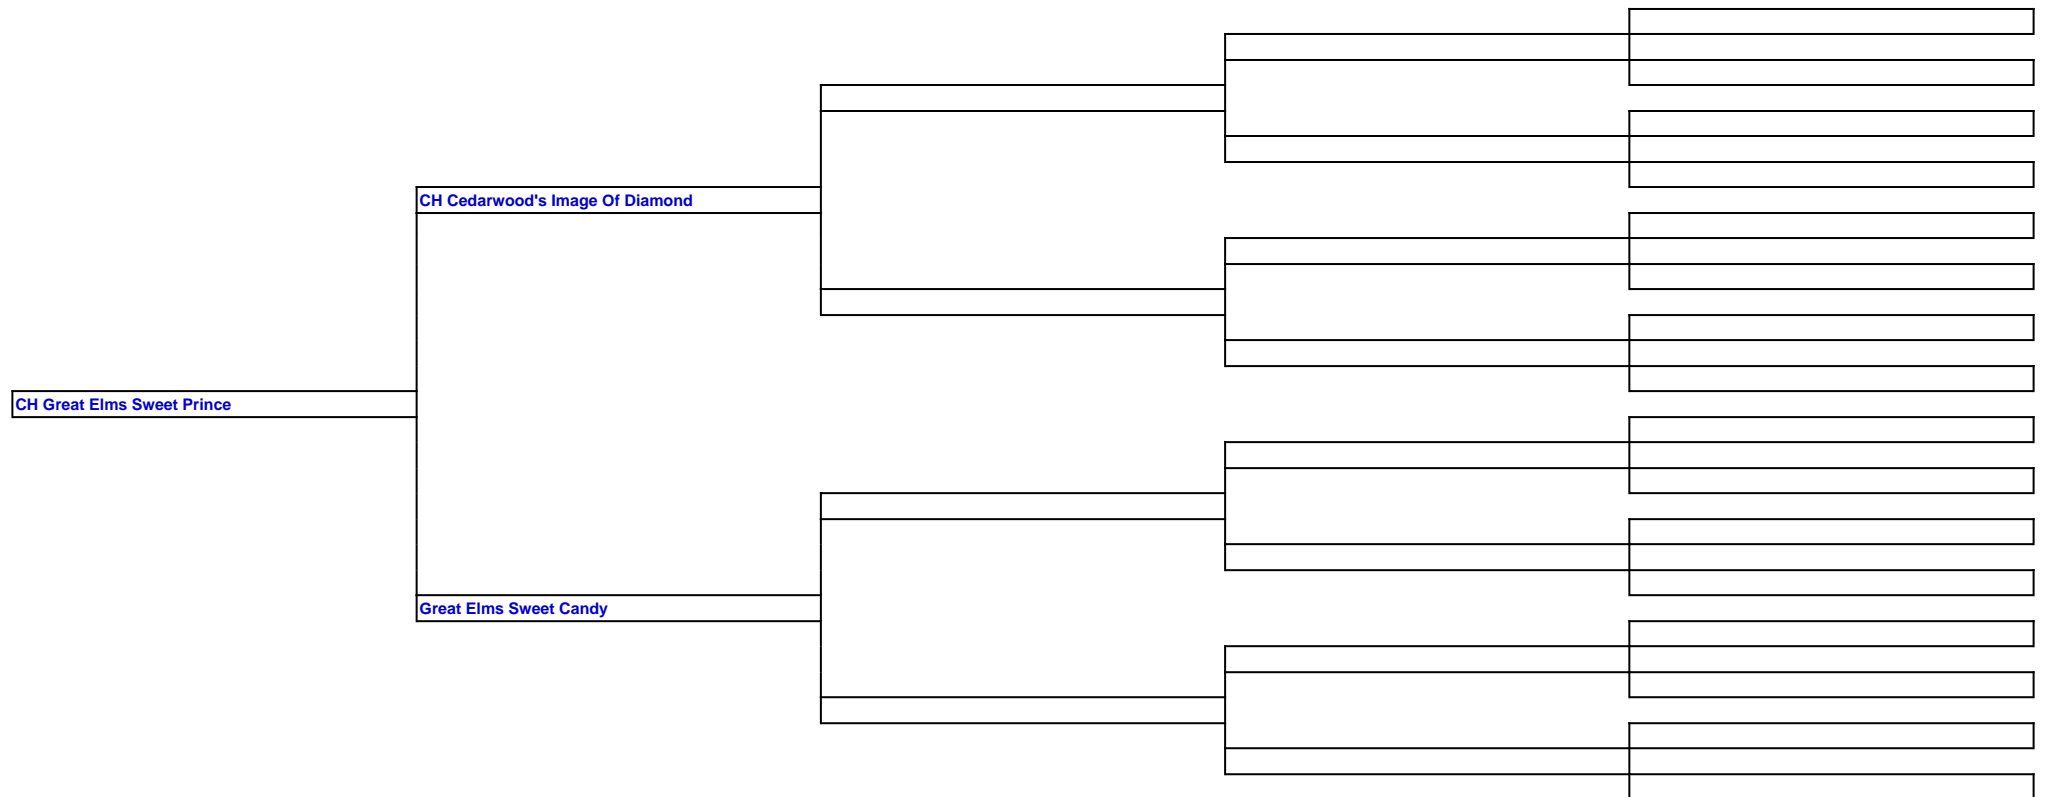 CH Cedarwood's Image Of Diamond
CH Great Elms Sweet Prince
Great Elms Sweet Candy